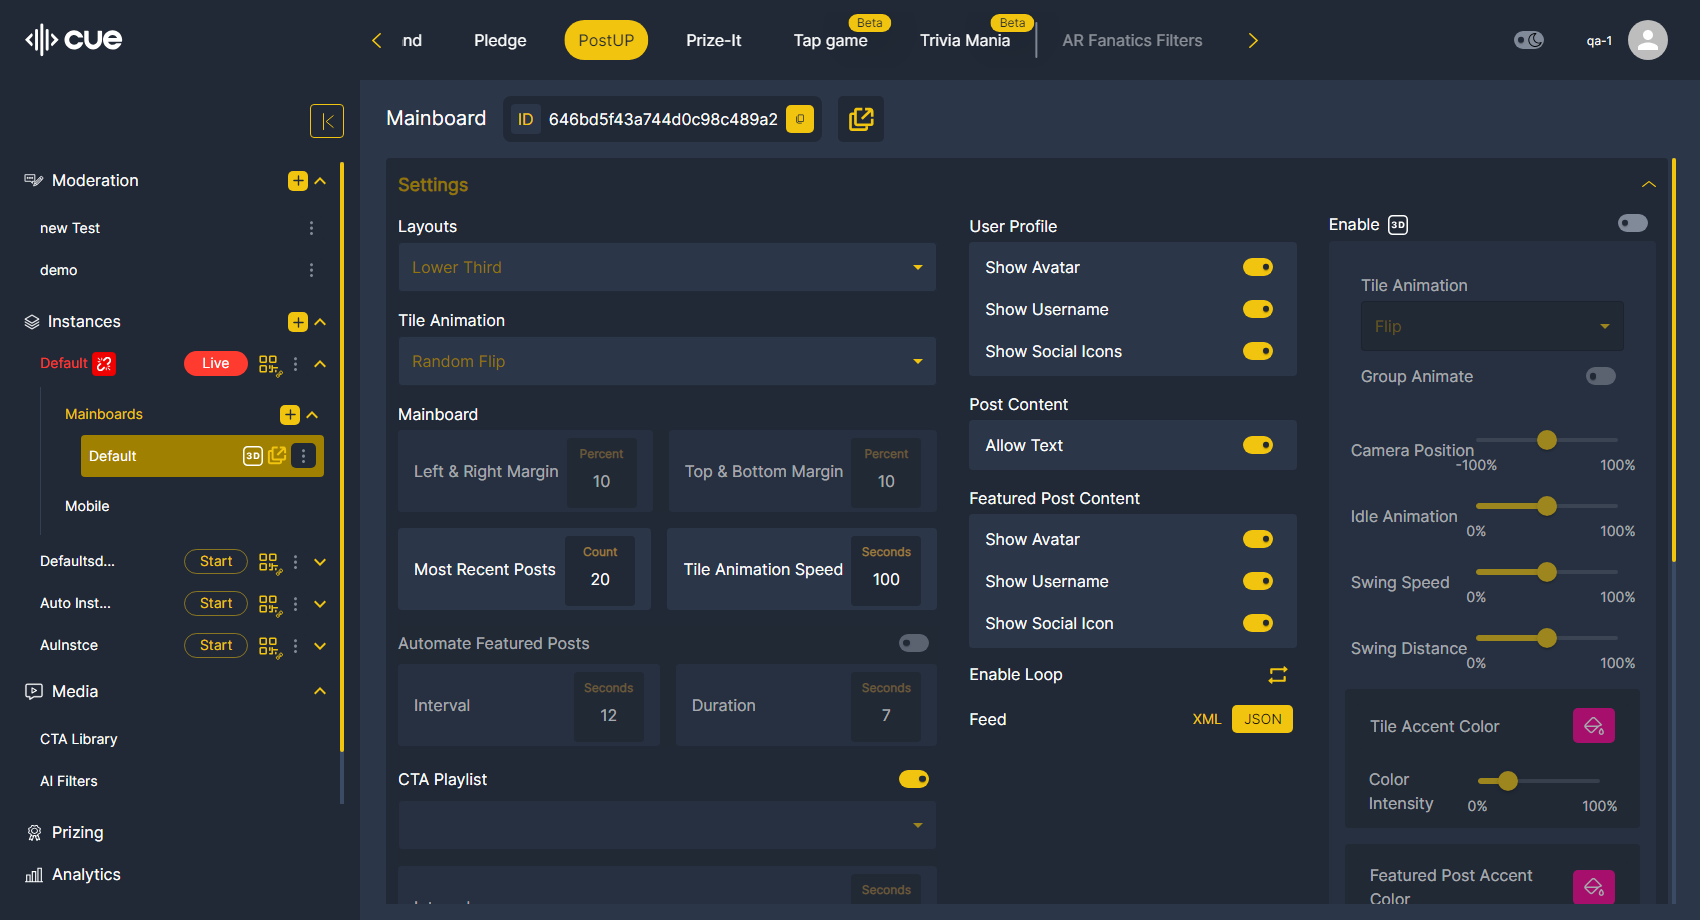 cue
nd
Pledge
PostUP
Prize-It
Tap game
Beta
Trivia Mania
Beta
AR Fanatics Filters
qa-1
Moderation
new Test
demo
Instances
Default
Live
Mainboards
Default
3D
Mobile
Defaultsd...
Start
Auto Inst...
Start
AuInstce
Start
Media
CTA Library
AI Filters
Prizing
Analytics
Mainboard
ID
646bd5f43a744d0c98c489a2
Settings
Layouts
Lower Third
Tile Animation
Random Flip
Mainboard
Left & Right Margin
Percent
10
Top & Bottom Margin
Percent
10
Most Recent Posts
Count
20
Tile Animation Speed
Seconds
100
Automate Featured Posts
Interval
Seconds
12
Duration
Seconds
7
CTA Playlist
Seconds
User Profile
Show Avatar
Show Username
Show Social Icons
Post Content
Allow Text
Featured Post Content
Show Avatar
Show Username
Show Social Icon
Enable Loop
Feed
XML
JSON
Enable
3D
Tile Animation
Flip
Group Animate
Camera Position
-100%
100%
Idle Animation
0%
100%
Swing Speed
0%
100%
Swing Distance
0%
100%
Tile Accent Color
Color
Intensity
0%
100%
Featured Post Accent
Color